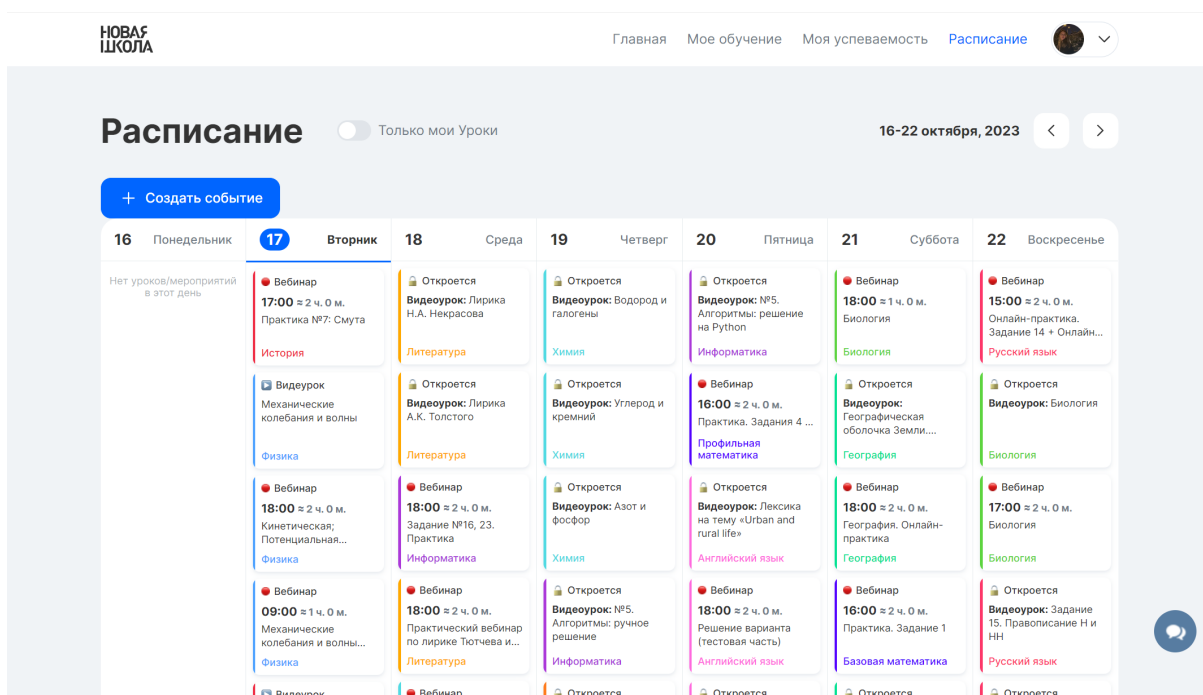 НОВАЯ
ШКОЛА
Главная Мое обучение Моя успеваемость Расписание
Расписание Только мои Уроки 16-22 октября, 2023
+ Создать событие
16 Понедельник 17 Вторник 18 Среда 19 Четверг 20 Пятница 21 Суббота 22 Воскресенье
Нет уроков/мероприятий
в этот день
Вебинар
17:00 ≈ 2 ч. 0 м.
Практика №7: Смута
История
Видеурок
Механические
колебания и волны
Физика
Вебинар
18:00 ≈ 2 ч. 0 м.
Кинетическая;
Потенциальная...
Физика
Вебинар
09:00 ≈ 1 ч. 0 м.
Механические
колебания и волны...
Физика
Видеурок
Откроется
Видеоурок: Лирика
Н.А. Некрасова
Литература
Откроется
Видеоурок: Лирика
А.К. Толстого
Литература
Вебинар
18:00 ≈ 2 ч. 0 м.
Задание №16, 23.
Практика
Информатика
Вебинар
18:00 ≈ 2 ч. 0 м.
Практический вебинар
по лирике Тютчева и...
Литература
Вебинар
Откроется
Видеоурок: Водород и
галогены
Химия
Откроется
Видеоурок: Углерод и
кремний
Химия
Откроется
Видеоурок: Азот и
фосфор
Химия
Откроется
Видеоурок: №5.
Алгоритмы: ручное
решение
Информатика
Откроется
Откроется
Видеоурок: №5.
Алгоритмы: решение
на Python
Информатика
Вебинар
16:00 ≈ 2 ч. 0 м.
Практика. Задания 4 ...
Профильная
математика
Откроется
Видеоурок: Лексика
на тему «Urban and
rural life»
Английский язык
Вебинар
18:00 ≈ 2 ч. 0 м.
Решение варианта
(тестовая часть)
Английский язык
Откроется
Вебинар
18:00 ≈ 1 ч. 0 м.
Биология
Биология
Откроется
Видеоурок:
Географическая
оболочка Земли....
География
Вебинар
18:00 ≈ 2 ч. 0 м.
География. Онлайн-
практика
География
Вебинар
16:00 ≈ 2 ч. 0 м.
Практика. Задание 1
Базовая математика
Откроется
Вебинар
15:00 ≈ 2 ч. 0 м.
Онлайн-практика.
Задание 14 + Онлайн...
Русский язык
Откроется
Видеоурок: Биология
Биология
Вебинар
17:00 ≈ 2 ч. 0 м.
Биология
Биология
Откроется
Видеоурок: Задание
15. Правописание Н и
НН
Русский язык
Откроется